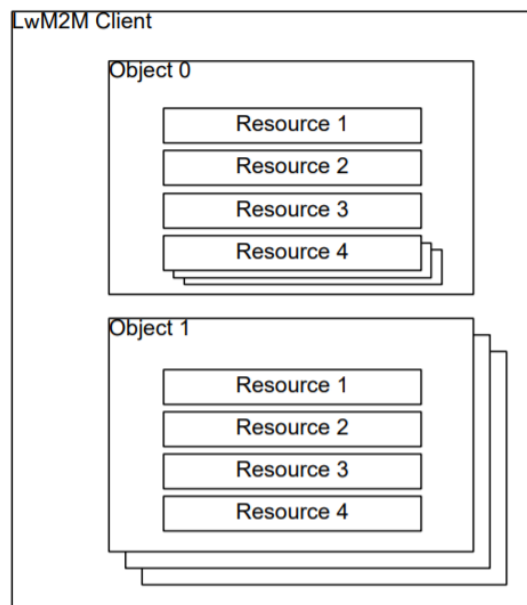 LwM2M Client
Object 0
Resource 1
Resource 2
Resource 3
Resource 4
Object 1
Resource 1
Resource 2
Resource 3
Resource 4